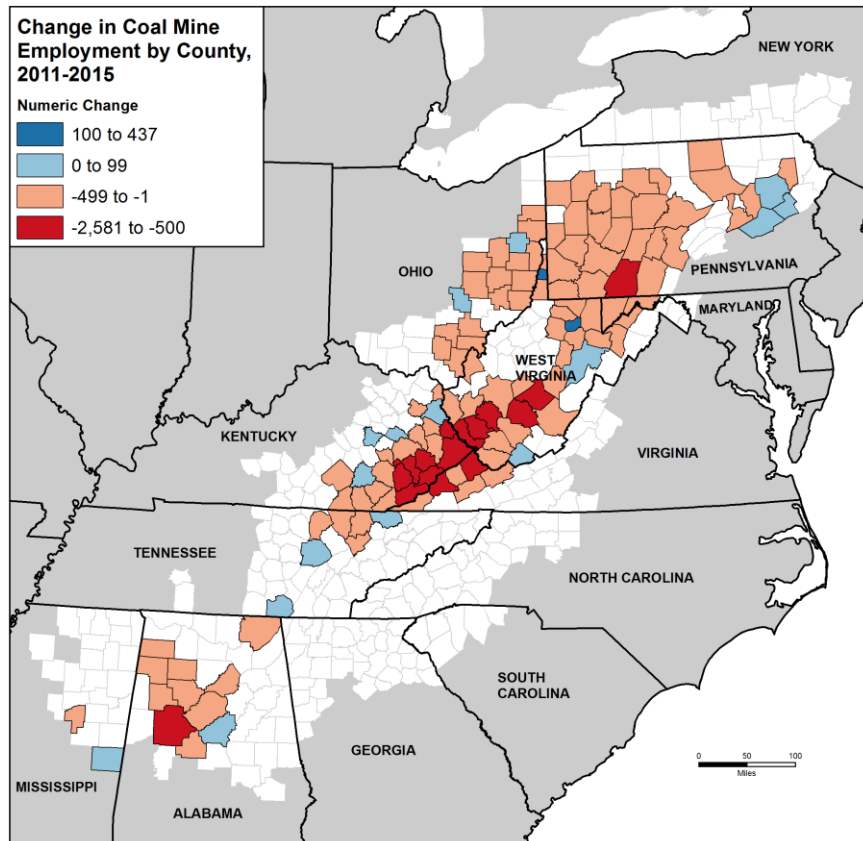 Change in Coal Mine
Employment by County,
2011-2015
Numeric Change
100 to 437
0 to 99
-499 to -1
-2,581 to -500
NEW YORK
PENNSYLVANIA
OHIO
MARYLAND
WEST
VIRGINIA
KENTUCKY
VIRGINIA
TENNESSEE
NORTH CAROLINA
SOUTH
CAROLINA
GEORGIA
MISSISSIPPI
ALABAMA
0 50 100
Miles